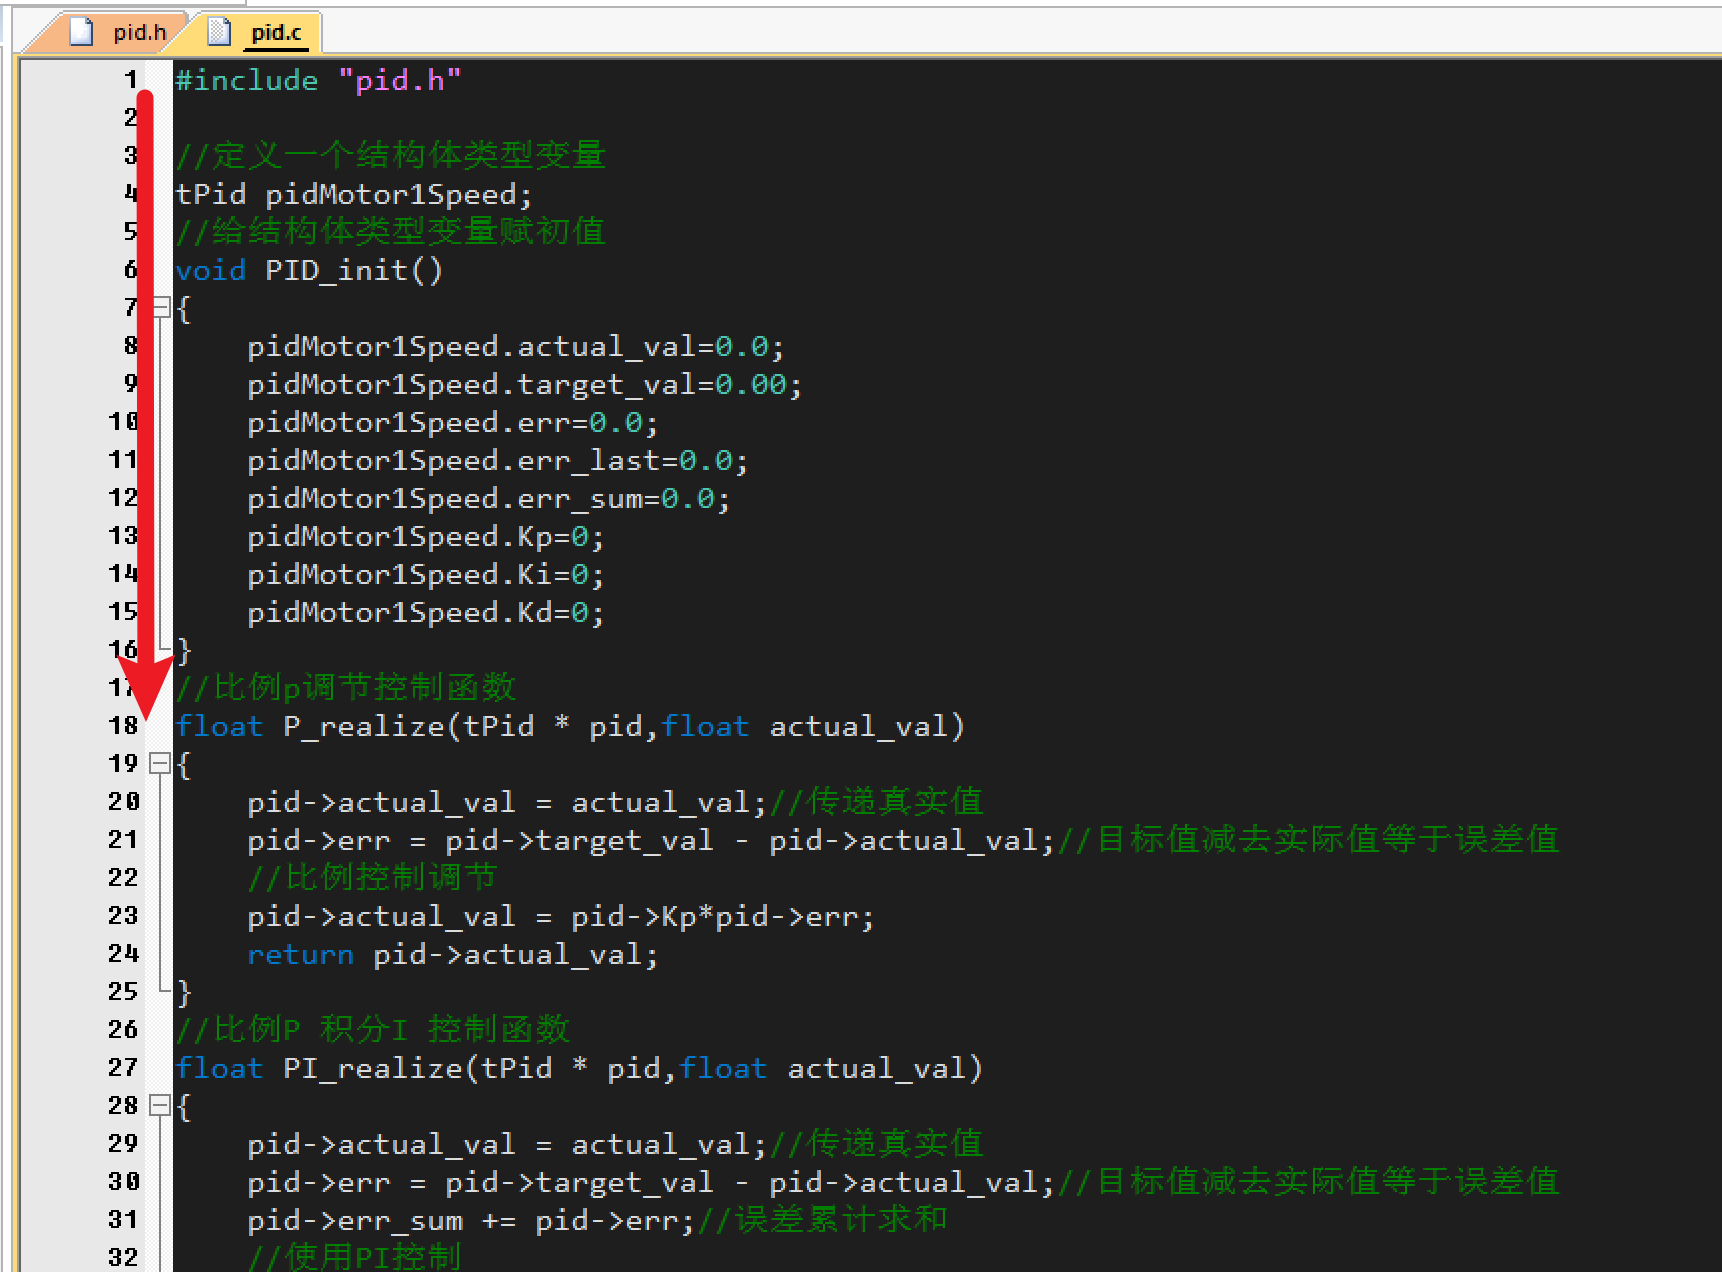 pid.h pid.c
1 #include "pid.h"
2
3 //定义一个结构体类型变量
4 tPid pidMotor1Speed;
5 //给结构体类型变量赋初值
6 void PID_init()
7 {
8 pidMotor1Speed.actual_val=0.0;
9 pidMotor1Speed.target_val=0.00;
10 pidMotor1Speed.err=0.0;
11 pidMotor1Speed.err_last=0.0;
12 pidMotor1Speed.err_sum=0.0;
13 pidMotor1Speed.Kp=0;
14 pidMotor1Speed.Ki=0;
15 pidMotor1Speed.Kd=0;
16 }
17 //比例p调节控制函数
18 float P_realize(tPid * pid,float actual_val)
19 {
20 pid->actual_val = actual_val;//传递真实值
21 pid->err = pid->target_val - pid->actual_val;//目标值减去实际值等于误差值
22 //比例控制调节
23 pid->actual_val = pid->Kp*pid->err;
24 return pid->actual_val;
25 }
26 //比例P 积分I 控制函数
27 float PI_realize(tPid * pid,float actual_val)
28 {
29 pid->actual_val = actual_val;//传递真实值
30 pid->err = pid->target_val - pid->actual_val;//目标值减去实际值等于误差值
31 pid->err_sum += pid->err;//误差累计求和
32 //使用PI控制